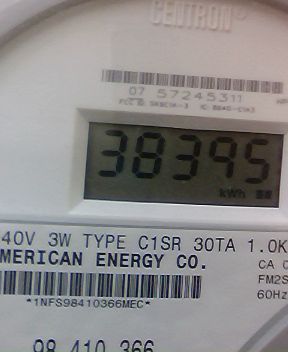 CENTRON
07 57245311
38395
kWh
40V 3W TYPE C1SR 30TA 1.0K
MERICAN ENERGY CO.
CA 0
FM2S
60Hz
*1NFS98410366MEC*
98 410 366